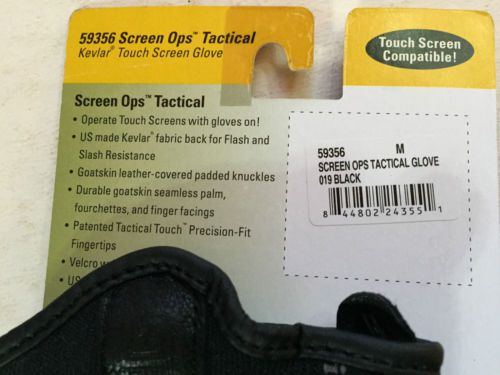 59356 Screen Ops™ Tactical
Kevlar® Touch Screen Glove
Touch Screen
Compatible!
Screen Ops™ Tactical
• Operate Touch Screens with gloves on!
• US made Kevlar® fabric back for Flash and
Slash Resistance
• Goatskin leather-covered padded knuckles
• Durable goatskin seamless palm,
fourchettes, and finger facings
• Patented Tactical Touch™ Precision-Fit
Fingertips
• Velcro
59356 M
SCREEN OPS TACTICAL GLOVE
019 BLACK
8 44802 24355 1